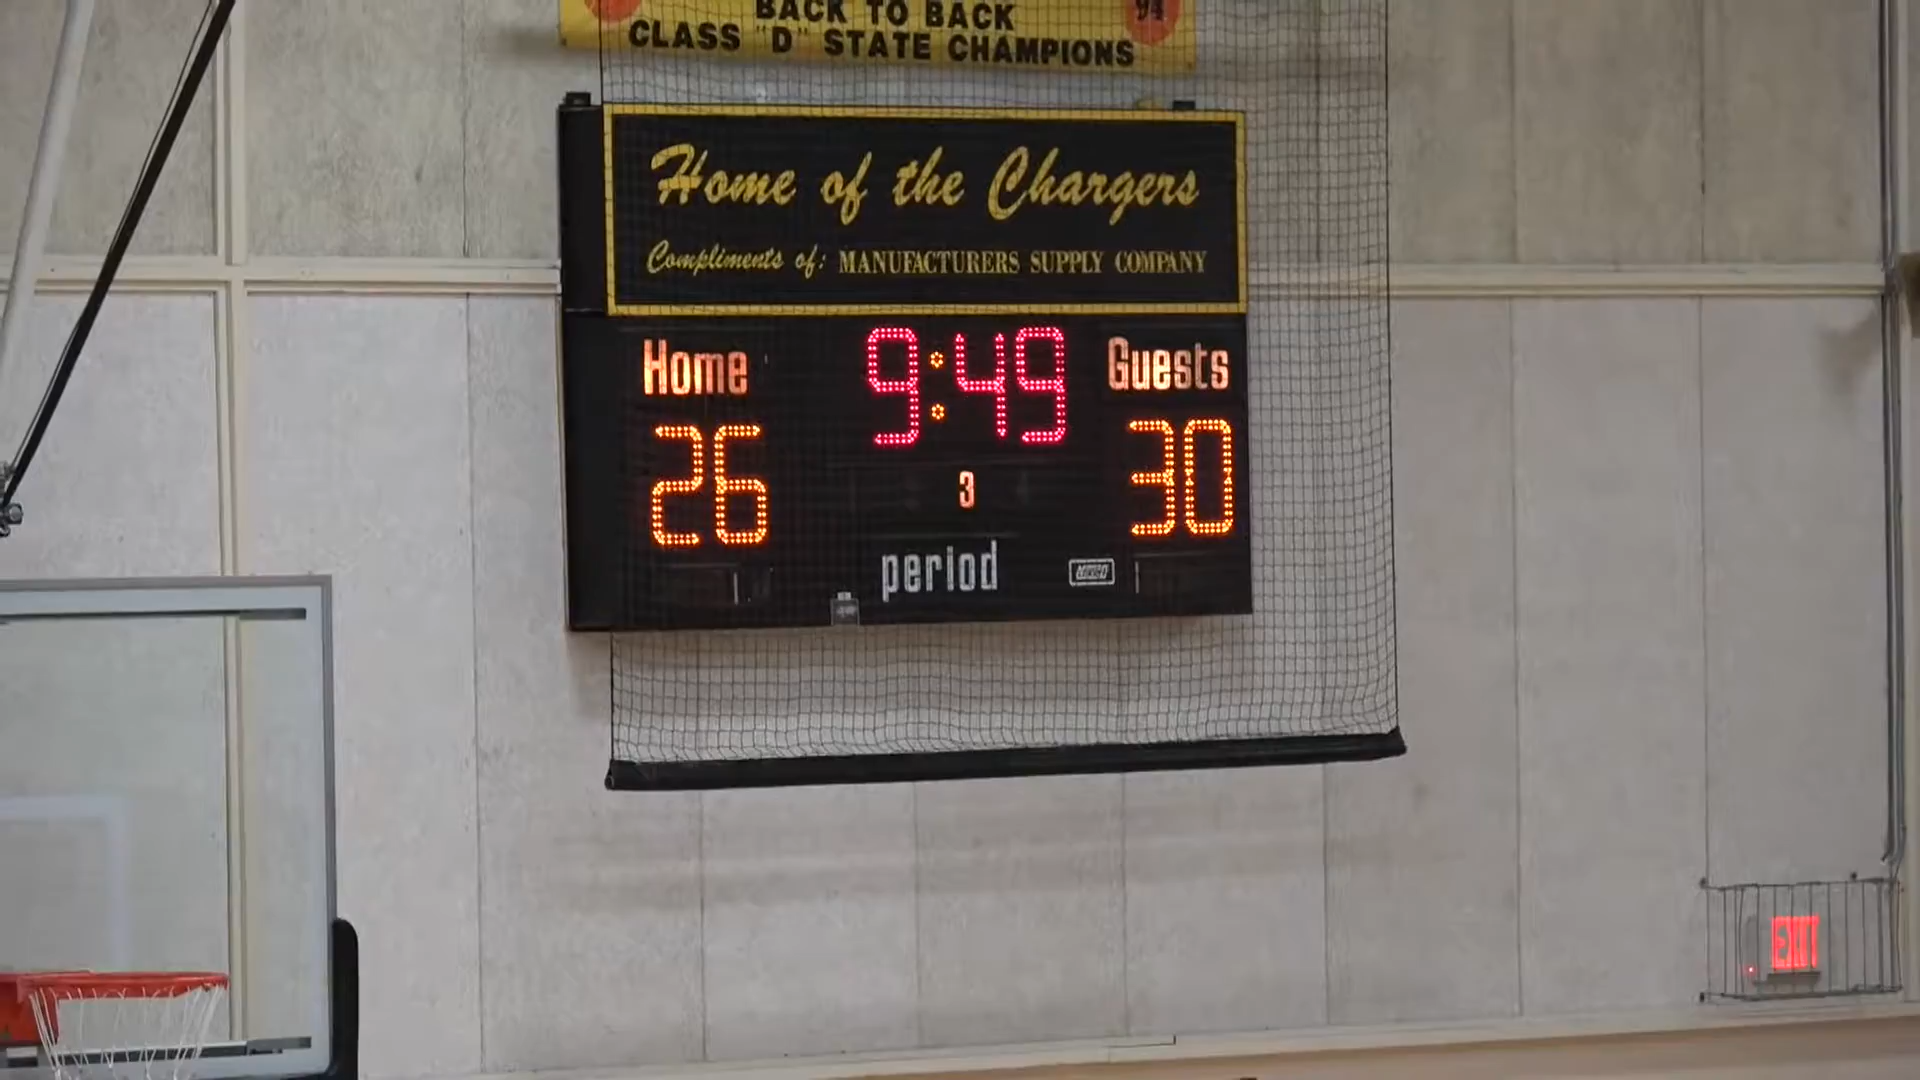 BACK TO BACK 94
CLASS "D" STATE CHAMPIONS
Home of the Chargers
Compliments of: MANUFACTURERS SUPPLY COMPANY
Home 9:49 Guests
26 3 30
period
EXIT